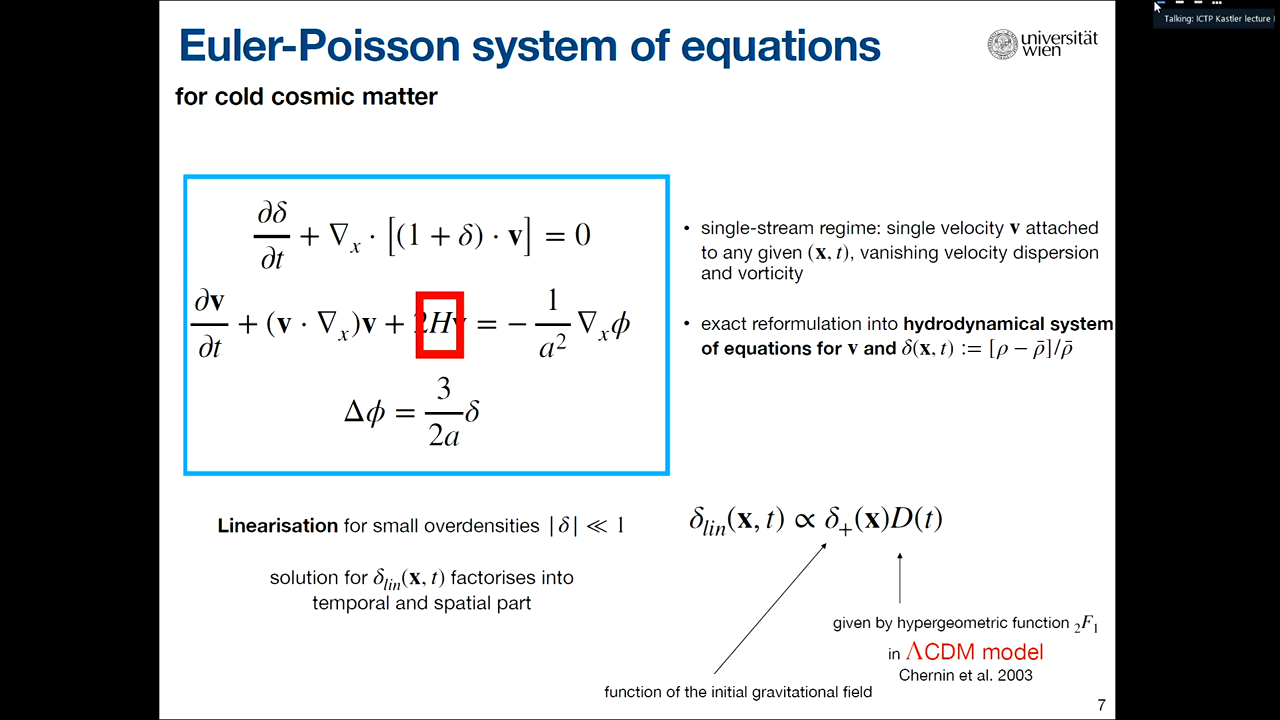 Talking: ICTP Kastler lecture
Euler-Poisson system of equations
universität
wien
for cold cosmic matter
∂δ/∂t + ∇ₓ · [(1 + δ) · v] = 0
∂v/∂t + (v · ∇ₓ)v + 2Hv = − 1/a² ∇ₓϕ
Δϕ = 3/2a δ
• single-stream regime: single velocity v attached
to any given (x, t), vanishing velocity dispersion
and vorticity
• exact reformulation into hydrodynamical system
of equations for v and δ(x, t) := [ρ − ρ̄]/ρ̄
Linearisation for small overdensities |δ| ≪ 1
solution for δ_lin(x, t) factorises into
temporal and spatial part
δ_lin(x, t) ∝ δ₊(x)D(t)
given by hypergeometric function ₂F₁
in ΛCDM model
Chernin et al. 2003
function of the initial gravitational field
7